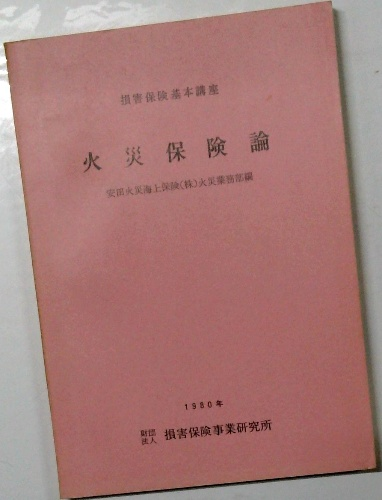 損害保険基本講座
火災保険論
安田火災海上保険(株)火災業務部編
1980年
財団法人 損害保険事業研究所